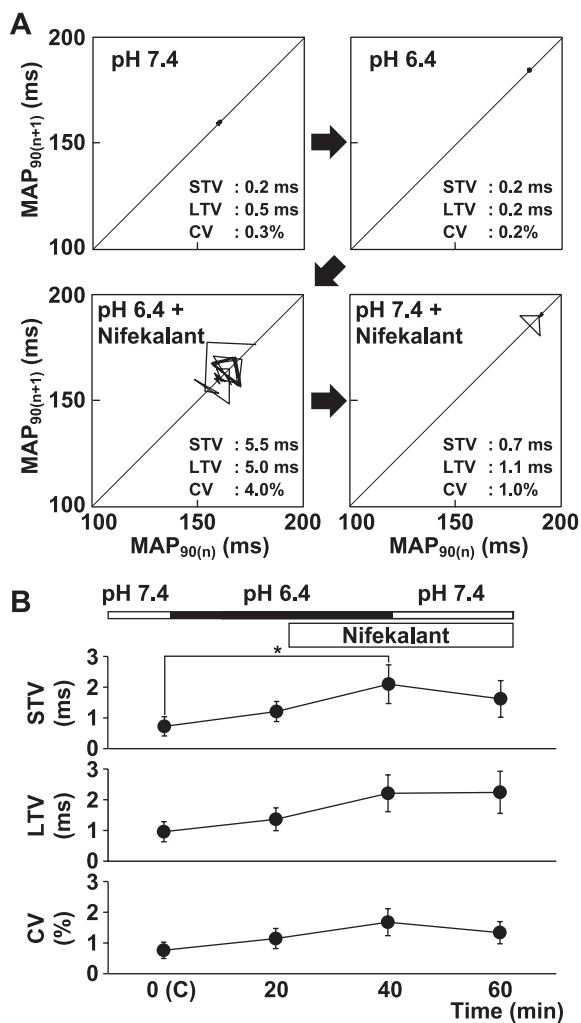 A
200
150
100
MAP90(n+1) (ms)
pH 7.4
STV : 0.2 ms
LTV : 0.5 ms
CV : 0.3%
pH 6.4
STV : 0.2 ms
LTV : 0.2 ms
CV : 0.2%
200
150
100
MAP90(n+1) (ms)
pH 6.4 +
Nifekalant
STV : 5.5 ms
LTV : 5.0 ms
CV : 4.0%
100 150 200
MAP90(n) (ms)
pH 7.4 +
Nifekalant
STV : 0.7 ms
LTV : 1.1 ms
CV : 1.0%
100 150 200
MAP90(n) (ms)
B
pH 7.4 pH 6.4 pH 7.4
Nifekalant
*
STV
(ms)
3
2
1
0
LTV
(ms)
3
2
1
0
CV
(%)
3
2
1
0
0 (C) 20 40 60
Time (min)